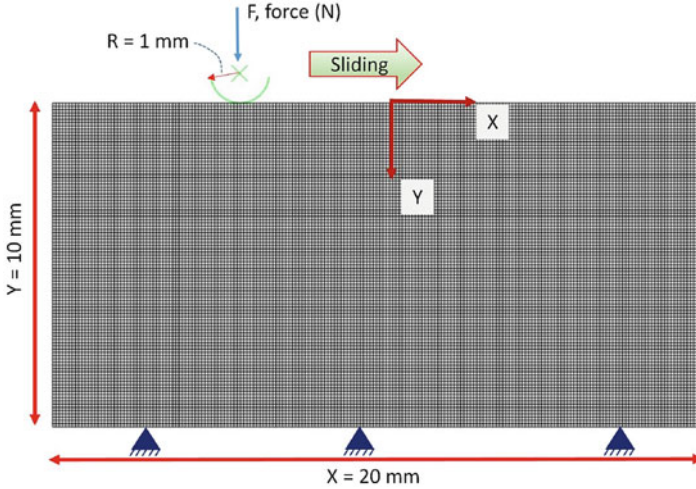 F, force (N)
R = 1 mm
Sliding
X
Y
Y = 10 mm
X = 20 mm